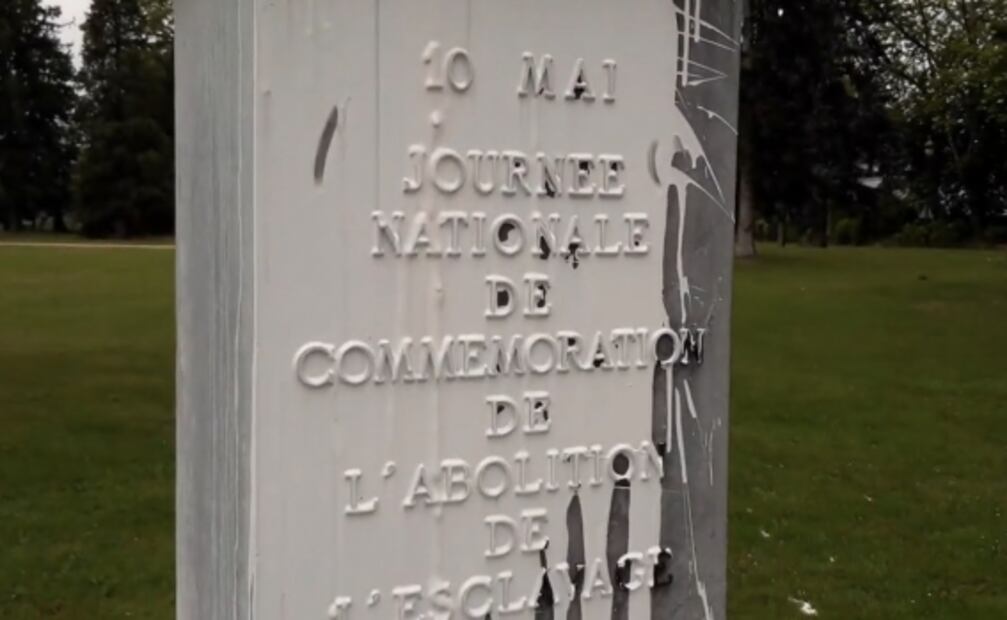 10 MAI
JOURNEE
NATIONALE
DE
COMMEMORATION
DE
L'ABOLITION
DE
L'ESCLAVAGE